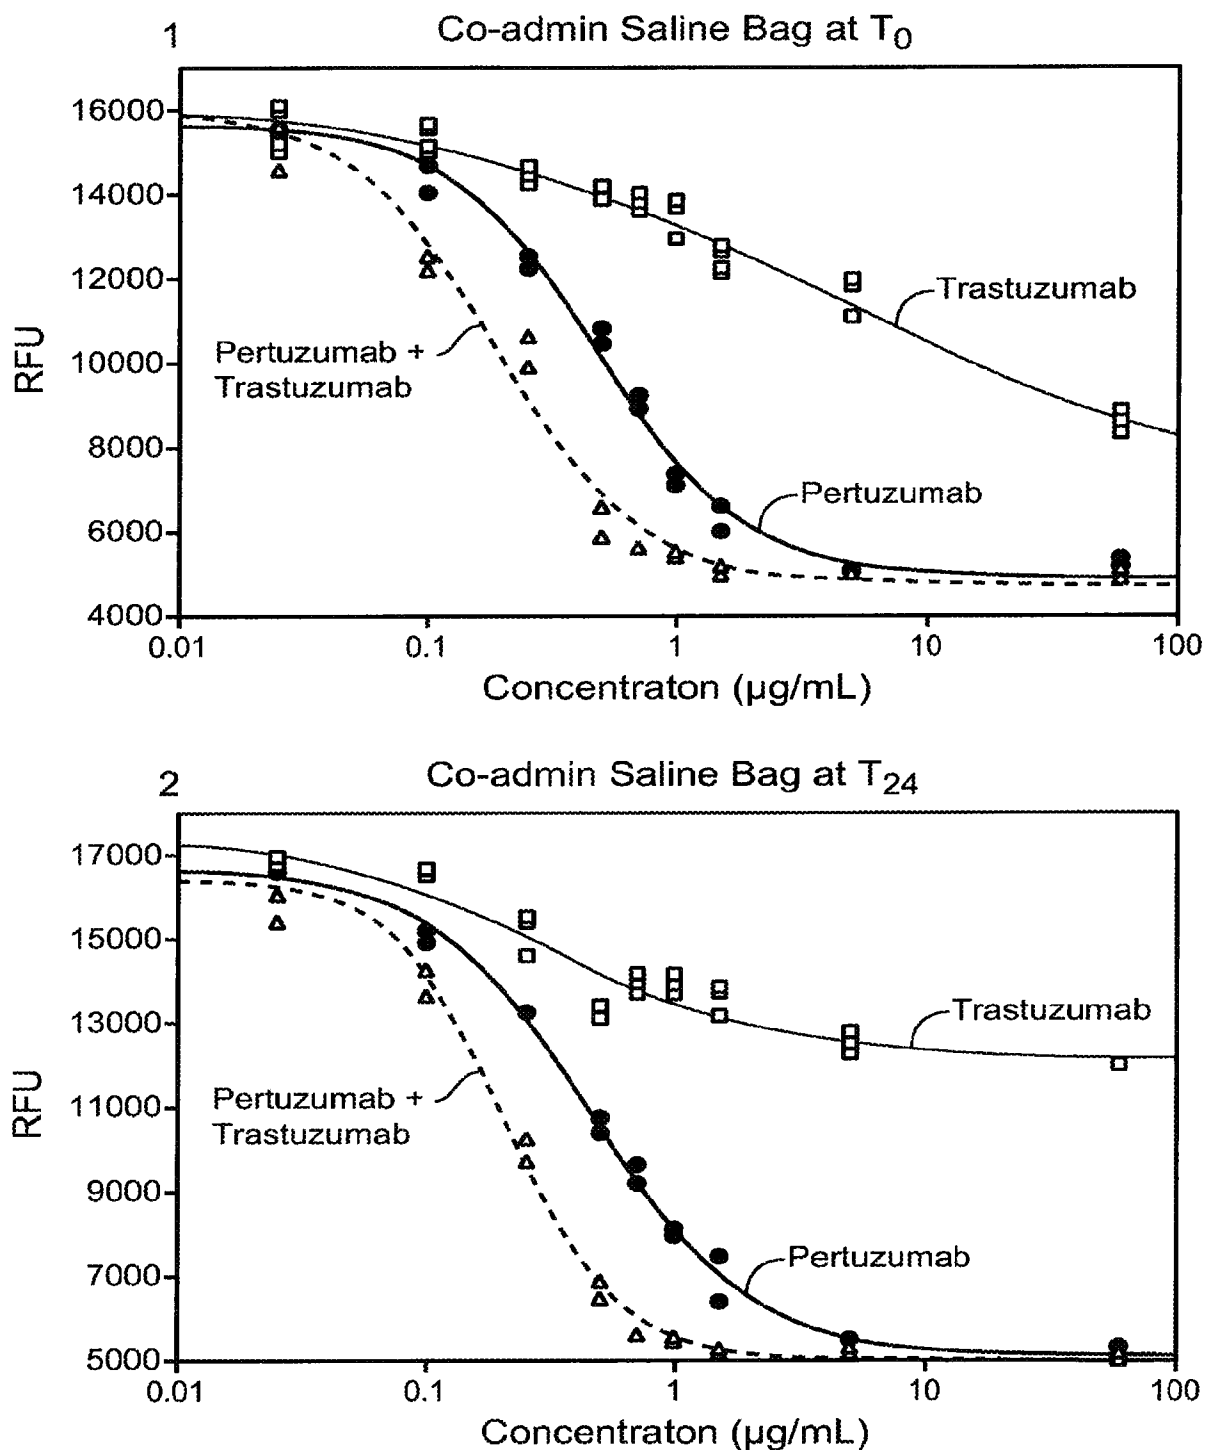 1
Co-admin Saline Bag at T0
16000
14000
12000
10000
8000
6000
4000
RFU
Trastuzumab
Pertuzumab +
Trastuzumab
Pertuzumab
0.01
0.1
1
10
100
Concentraton (µg/mL)
2
Co-admin Saline Bag at T24
17000
15000
13000
11000
9000
7000
5000
RFU
Trastuzumab
Pertuzumab +
Trastuzumab
Pertuzumab
0.01
0.1
1
10
100
Concentraton (µg/mL)